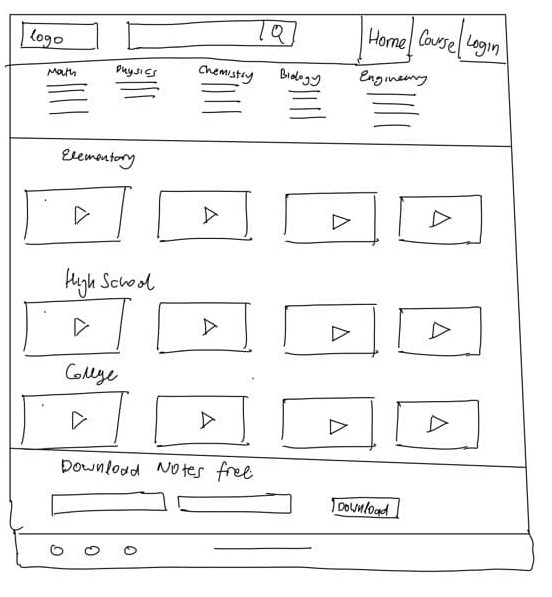 logo Home Course Login
Math Physics Chemistry Biology Engineering
Elementary
High School
College
Download Notes free
Download